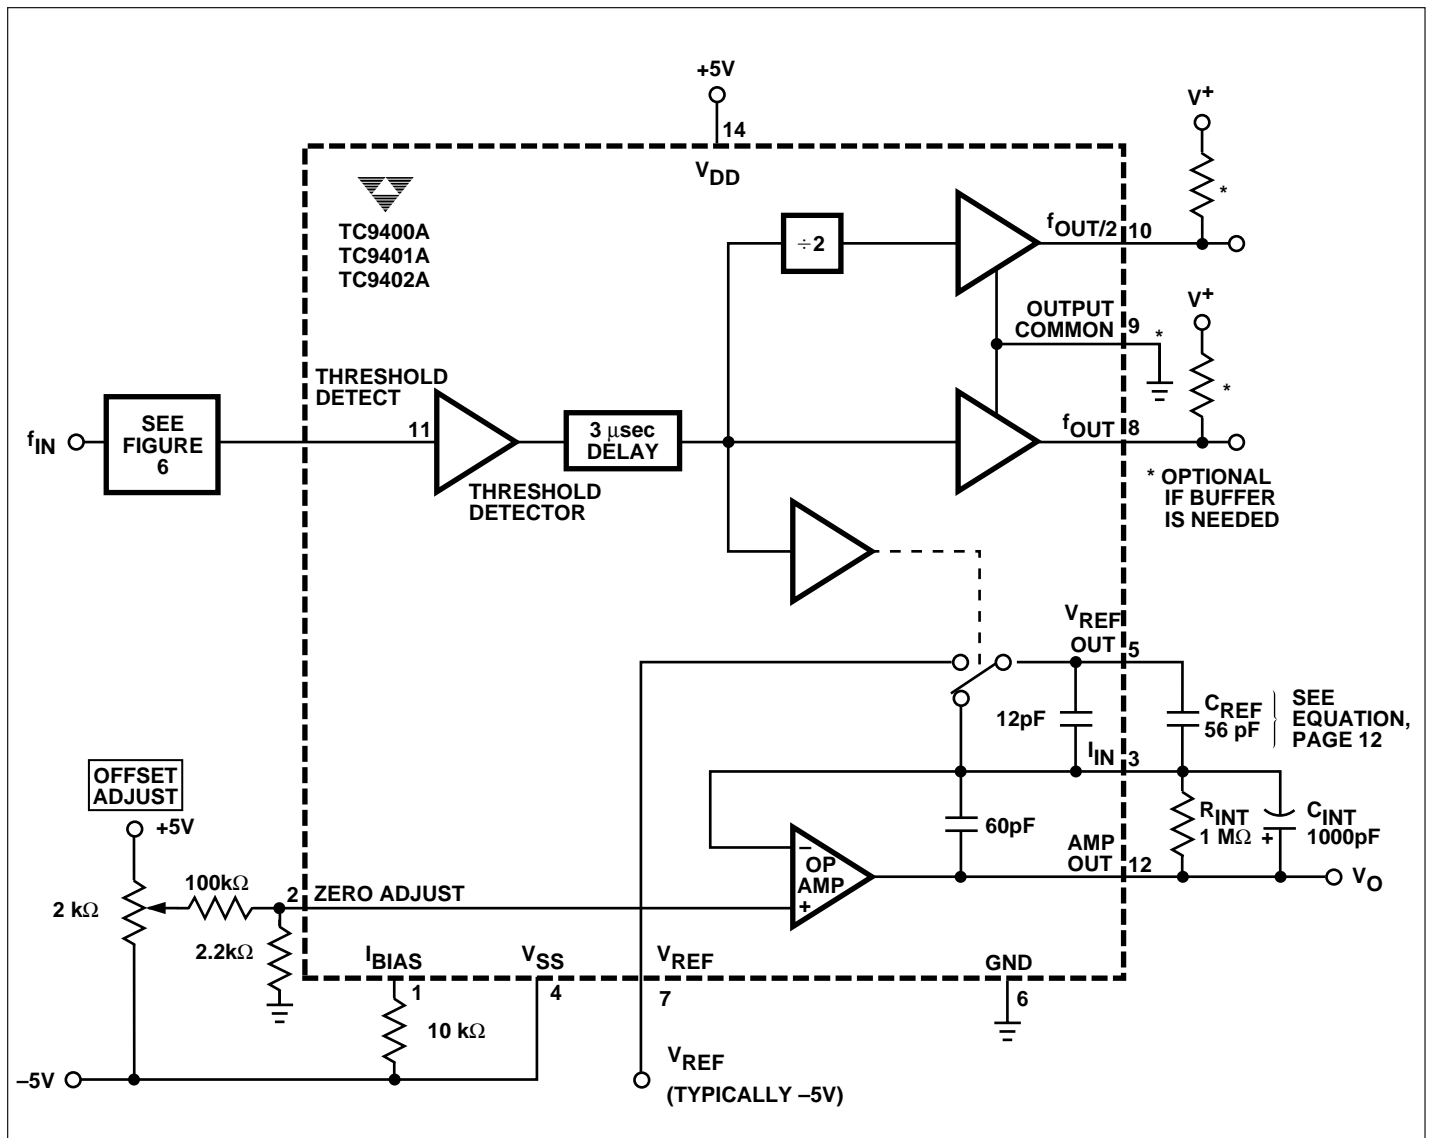 +5V
14
V+
VDD
*
TC9400A
TC9401A
TC9402A
÷2
fOUT/2
10
V+
OUTPUT
COMMON
9
*
*
THRESHOLD
DETECT
fIN
SEE
FIGURE
6
11
3 µsec
DELAY
fOUT
8
THRESHOLD
DETECTOR
* OPTIONAL
IF BUFFER
IS NEEDED
VREF
OUT
5
12pF
CREF
56 pF
SEE
EQUATION,
PAGE 12
IIN
3
OFFSET
ADJUST
+5V
60pF
RINT
1 MΩ
+
CINT
1000pF
–
OP
AMP
+
AMP
OUT
12
VO
2 kΩ
100kΩ
2
ZERO ADJUST
2.2kΩ
IBIAS
VSS
VREF
GND
1
4
7
6
10 kΩ
–5V
VREF
(TYPICALLY –5V)